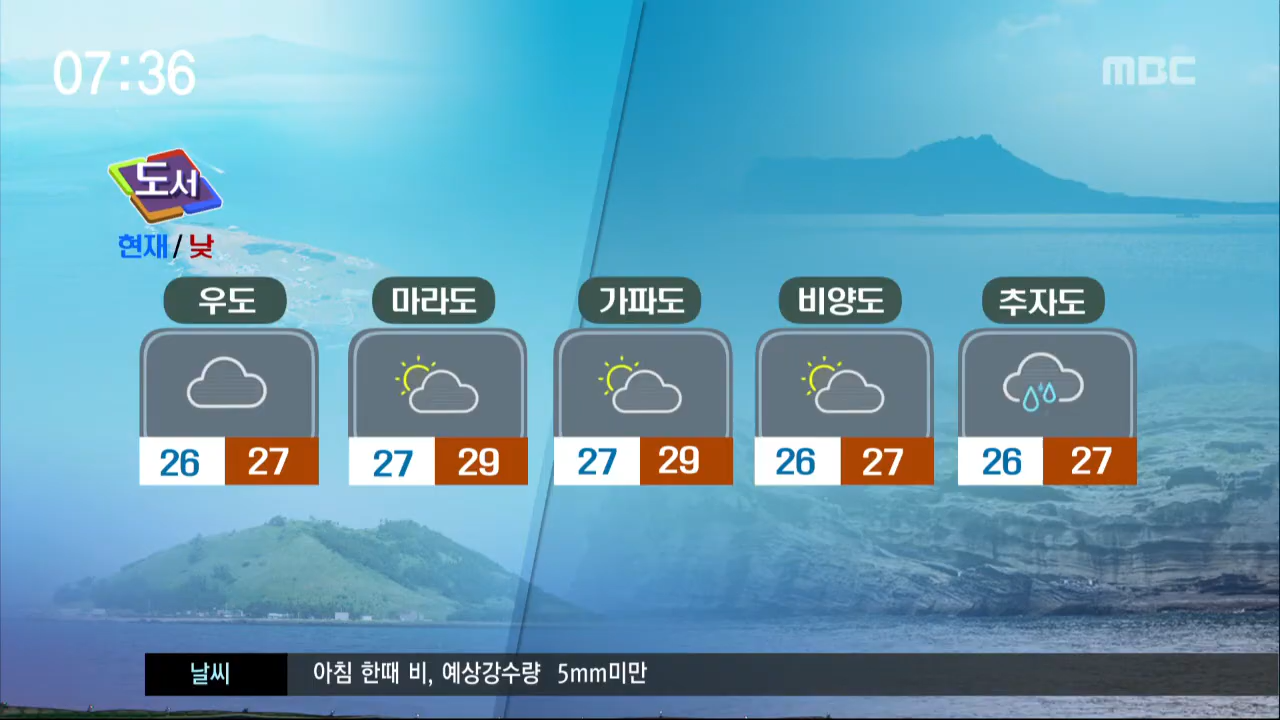 07:36
MBC
도서
현재/낮
우도 마라도 가파도 비양도 추자도
26 27 27 29 27 29 26 27 26 27
날씨 아침 한때 비, 예상강수량 5mm미만